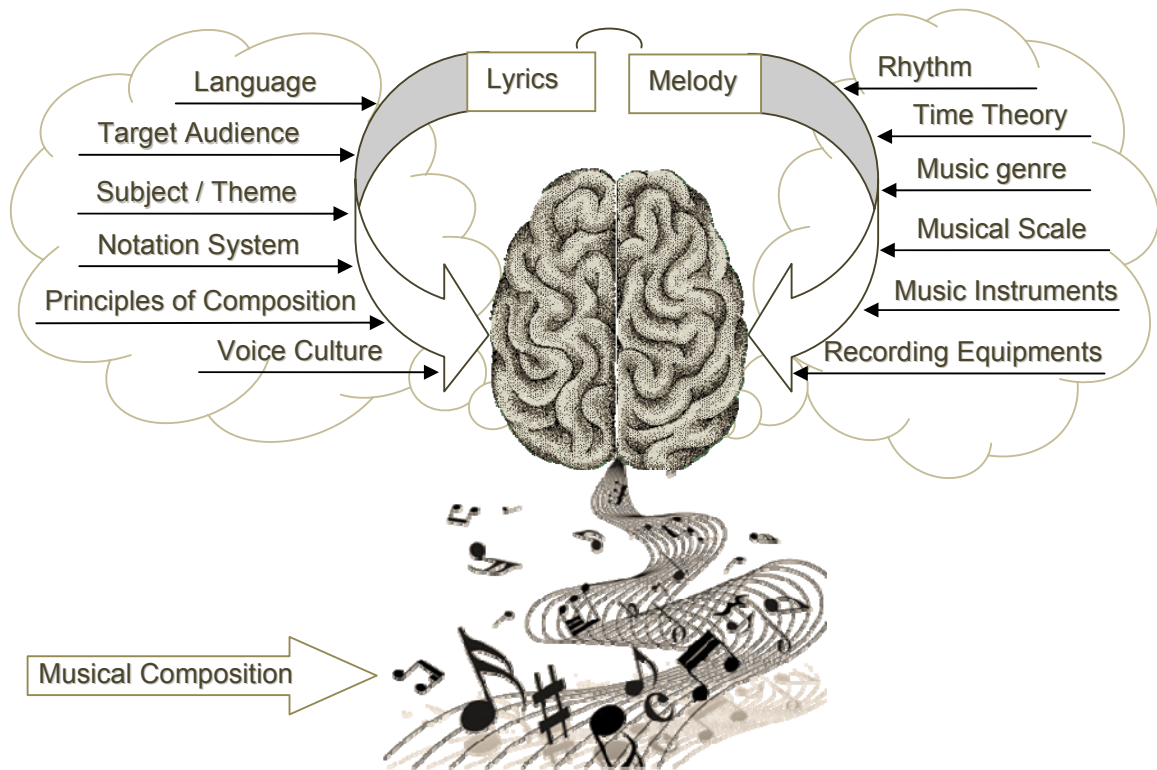 Lyrics
Melody
Language
Target Audience
Subject / Theme
Notation System
Principles of Composition
Voice Culture
Rhythm
Time Theory
Music genre
Musical Scale
Music Instruments
Recording Equipments
Musical Composition